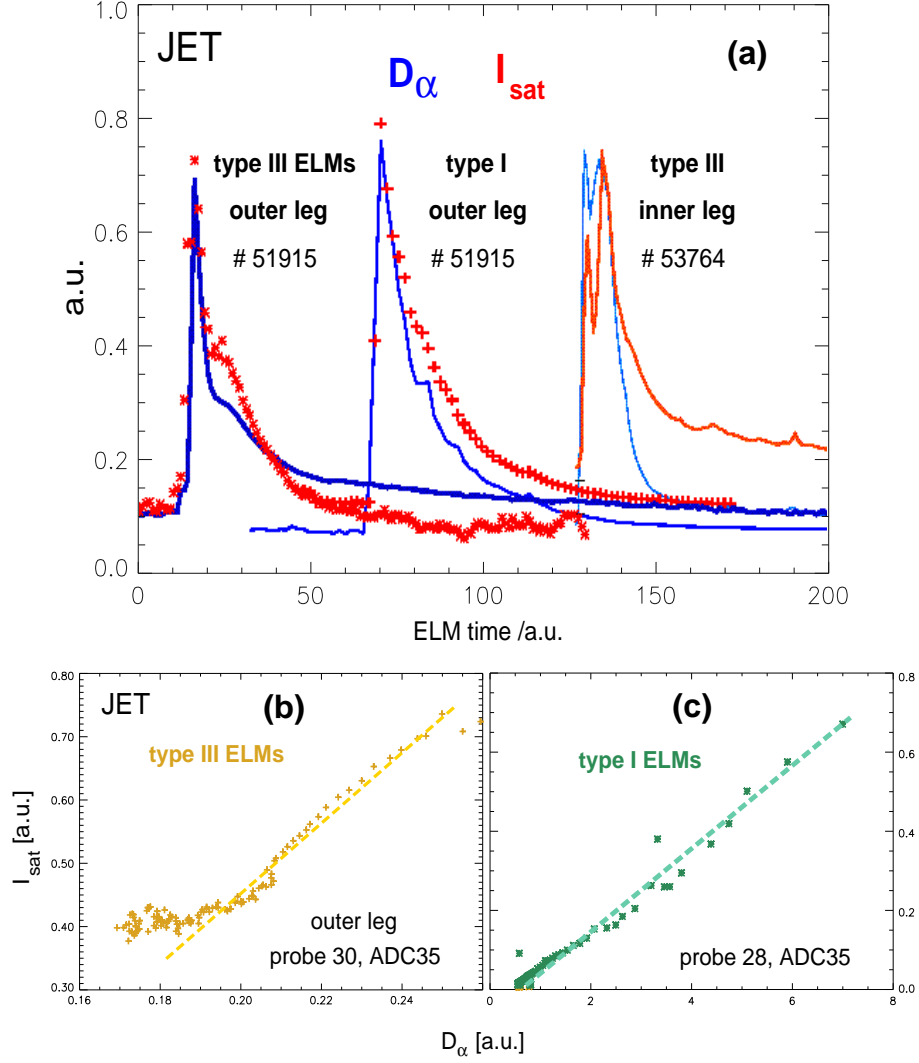 JET
(a)
Dα
Isat
type III ELMs
outer leg
# 51915
type I
outer leg
# 51915
type III
inner leg
# 53764
a.u.
1.0
0.8
0.6
0.4
0.2
0.0
0
50
100
150
200
ELM time /a.u.
JET
(b)
type III ELMs
Isat [a.u.]
0.80
0.70
0.60
0.50
0.40
0.30
0.16
0.18
0.20
0.22
0.24
outer leg
probe 30, ADC35
(c)
type I ELMs
0.8
0.6
0.4
0.2
0.0
0
2
4
6
8
probe 28, ADC35
Dα [a.u.]